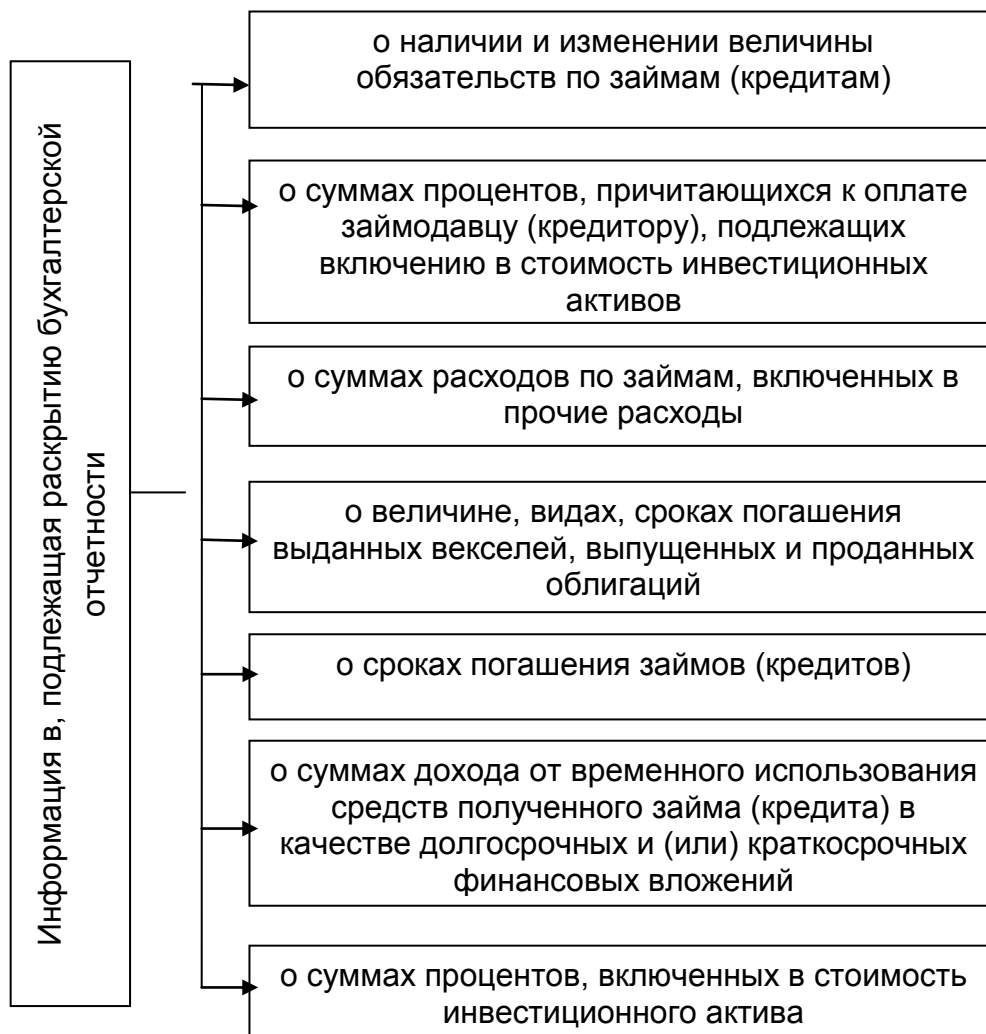 Информация в, подлежащая раскрытию бухгалтерской
отчетности
о наличии и изменении величины
обязательств по займам (кредитам)
о суммах процентов, причитающихся к оплате
займодавцу (кредитору), подлежащих
включению в стоимость инвестиционных
активов
о суммах расходов по займам, включенных в
прочие расходы
о величине, видах, сроках погашения
выданных векселей, выпущенных и проданных
облигаций
о сроках погашения займов (кредитов)
о суммах дохода от временного использования
средств полученного займа (кредита) в
качестве долгосрочных и (или) краткосрочных
финансовых вложений
о суммах процентов, включенных в стоимость
инвестиционного актива